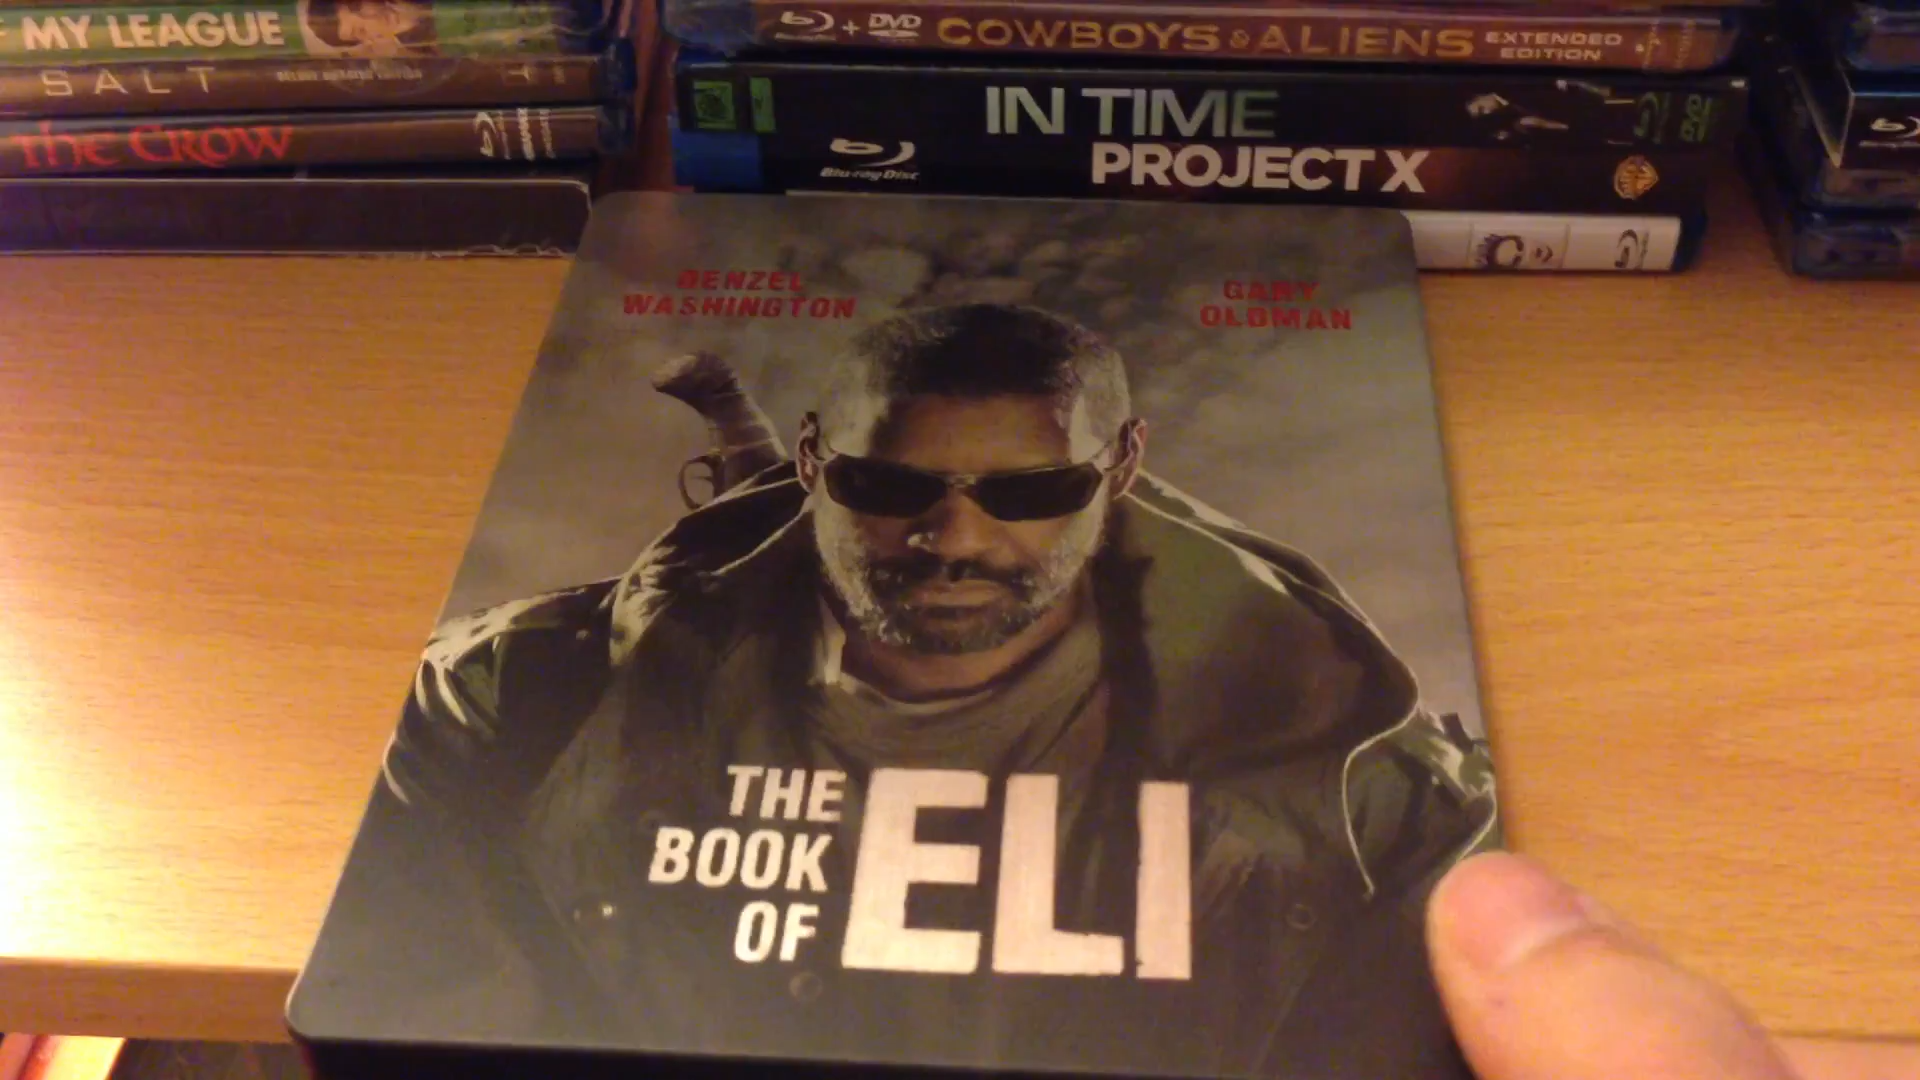 MY LEAGUE
SALT
The Crow
Blu-ray + DVD COWBOYS & ALIENS EXTENDED EDITION
IN TIME
DVD
Blu-ray Disc PROJECT X
DENZEL
WASHINGTON
GARY
OLDMAN
THE
BOOK
OF
ELI